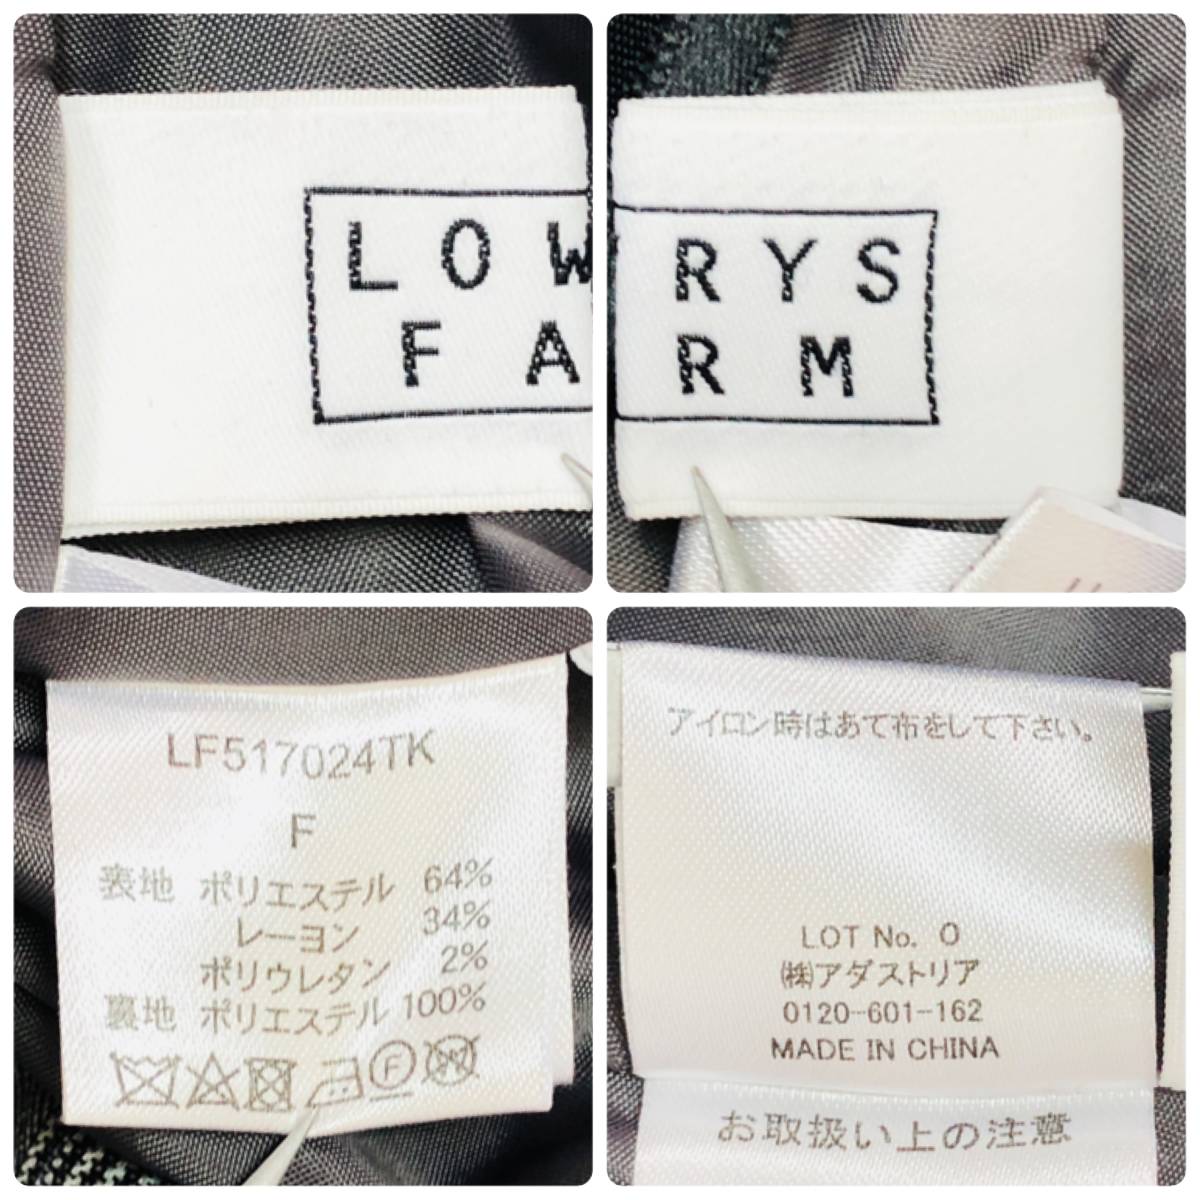 LOW
FA
RYS
RM
LF517024TK
F
表地 ポリエステル 64%
レーヨン 34%
ポリウレタン 2%
裏地 ポリエステル 100%
F
W
アイロン時はあて布をして下さい。
LOT No. 0
㈱アダストリア
0120-601-162
MADE IN CHINA
お取扱い上の注意